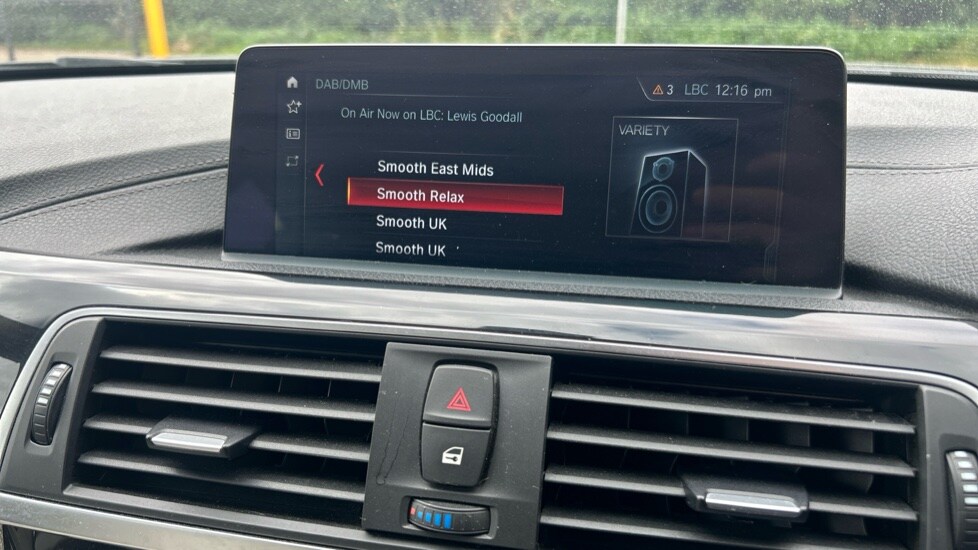 DAB/DMB
3 LBC 12:16 pm
On Air Now on LBC: Lewis Goodall
VARIETY
Smooth East Mids
Smooth Relax
Smooth UK
Smooth UK